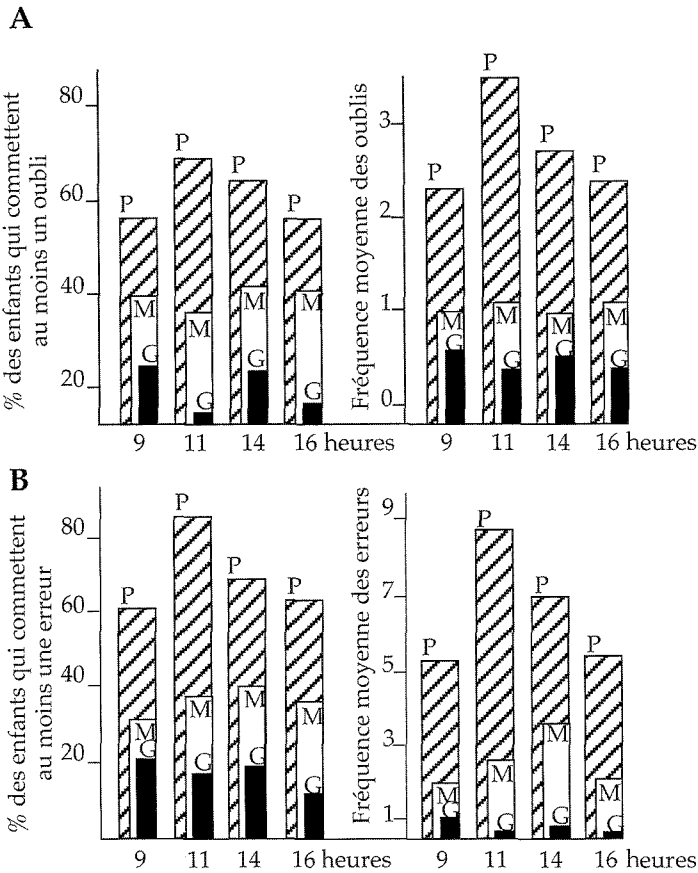 A
% des enfants qui commettent
au moins un oubli
80
60
40
20
P
M
G
P
M
G
P
M
G
P
M
G
9 11 14 16 heures
Fréquence moyenne des oublis
3
2
1
0
P
M
G
P
M
G
P
M
G
P
M
G
9 11 14 16 heures
B
% des enfants qui commettent
au moins une erreur
80
60
40
20
P
M
G
P
M
G
P
M
G
P
M
G
9 11 14 16 heures
Fréquence moyenne des erreurs
9
7
5
3
1
P
M
G
P
M
G
P
M
G
P
M
G
9 11 14 16 heures